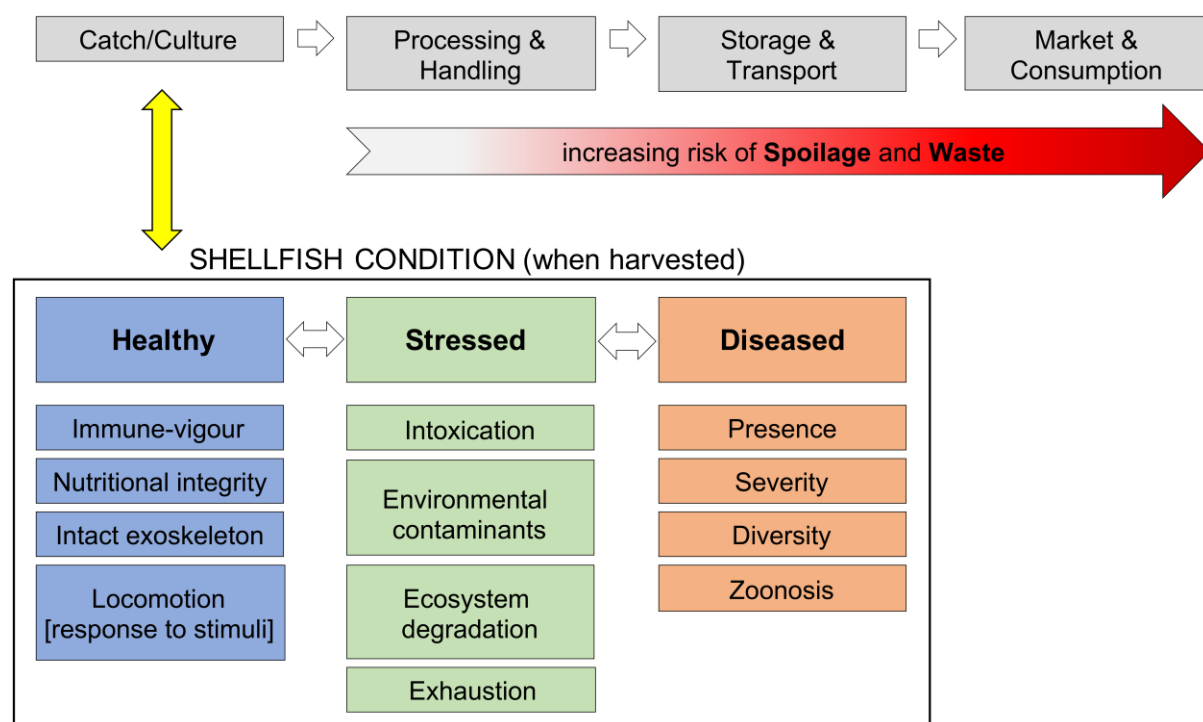 Catch/Culture
Processing &
Handling
Storage &
Transport
Market &
Consumption
increasing risk of Spoilage and Waste
SHELLFISH CONDITION (when harvested)
Healthy
Stressed
Diseased
Immune-vigour
Nutritional integrity
Intact exoskeleton
Locomotion
[response to stimuli]
Intoxication
Environmental
contaminants
Ecosystem
degradation
Exhaustion
Presence
Severity
Diversity
Zoonosis